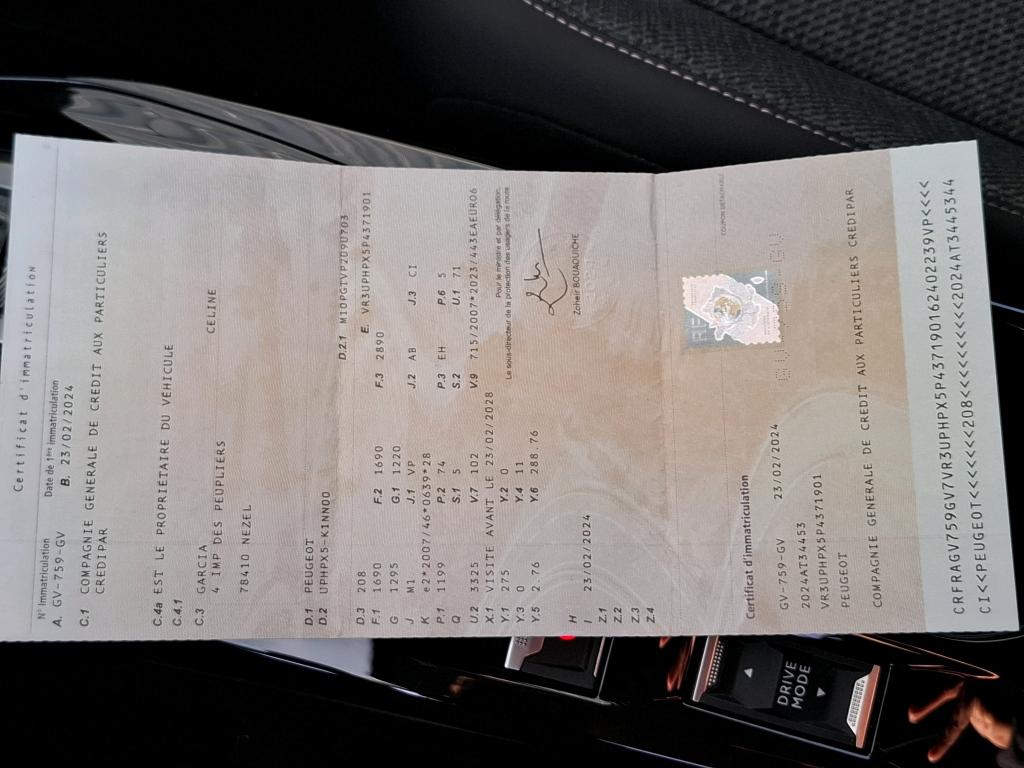 Certificat d'immatriculation
N° Immatriculation Date de 1ère immatriculation
A. GV-759-GV B. 23/02/2024
C.1 COMPAGNIE GENERALE DE CREDIT AUX PARTICULIERS
CREDIPAR
C.4a EST LE PROPRIETAIRE DU VEHICULE
C.4.1
C.3 GARCIA CELINE
4 IMP DES PEUPLIERS
78410 NEZEL
D.1 PEUGEOT
D.2 UPHPX5-K1NN00 D.2.1 M10PGTVP209U703
D.3 208 E. VR3UPHPX5P4371901
F.1 1690 F.2 1690 F.3 2890
G 1295 G.1 1220
J M1 J.1 VP J.2 AB J.3 CI
K e2*2007/46*0639*28
P.1 1199 P.2 74 P.3 EH P.6 5
Q S.1 5 S.2 U.1 71
U.2 3325 V.7 102 V.9 715/2007*2023/443EAEURO6
X.1 VISITE AVANT LE 23/02/2028
Y.1 275 Y.2 0
Y.3 0 Y.4 11
Y.5 2.76 Y.6 288.76
Pour le ministre et par délégation,
Le sous-directeur de la protection des usagers de la route
Zoheir BOUAOUICHE
H
I 23/02/2024
Z.1
Z.2
Z.3
Z.4
COUPON DETACHABLE
RF
Certificat d'immatriculation
GV-759-GV 23/02/2024
2024AT34453
VR3UPHPX5P4371901
PEUGEOT
COMPAGNIE GENERALE DE CREDIT AUX PARTICULIERS CREDIPAR
CRFRAGV759GV7VR3UPHPX5P4371901624022​39VP<<<<
CI<<PEUGEOT<<<<<<<208<<<<<<<<<<2024AT3445344
DRIVE
MODE